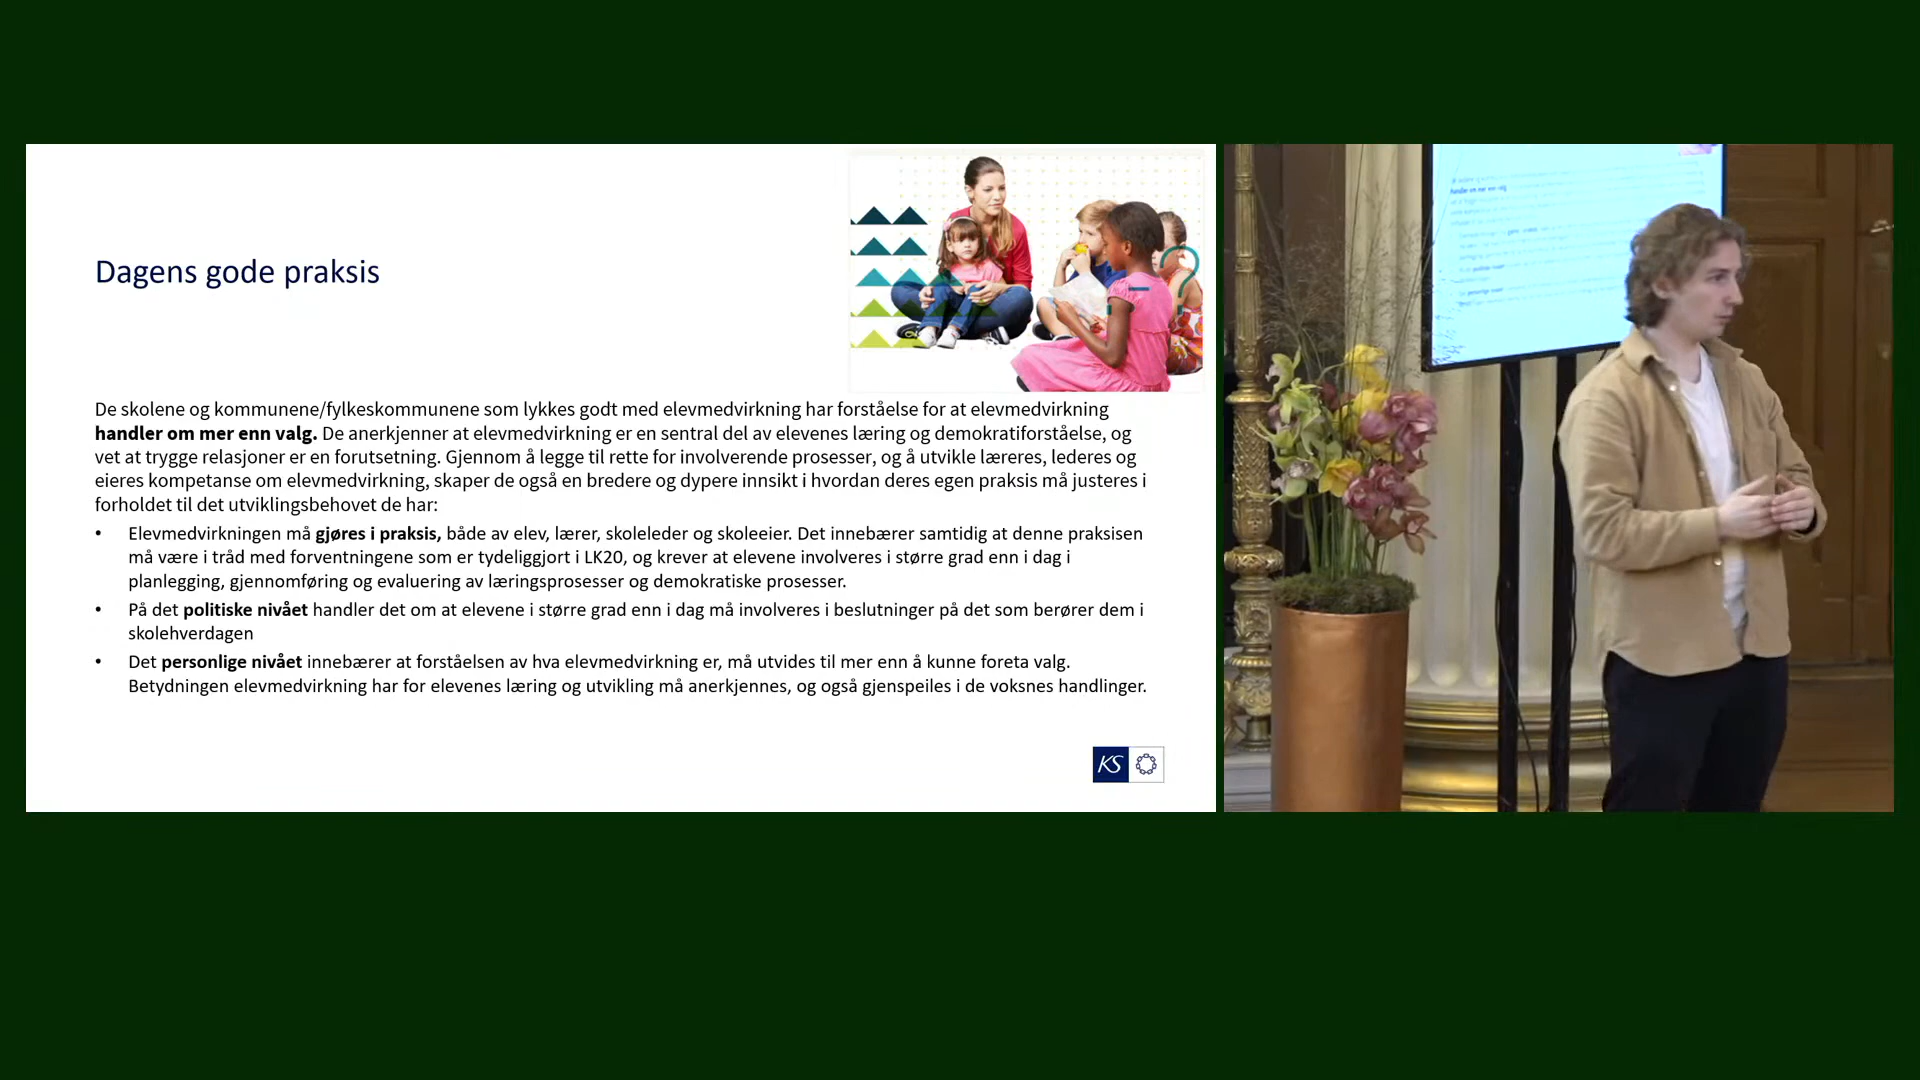 Dagens gode praksis
De skolene og kommunene/fylkeskommunene som lykkes godt med elevmedvirkning har forståelse for at elevmedvirkning
handler om mer enn valg. De anerkjenner at elevmedvirkning er en sentral del av elevenes læring og demokratiforståelse, og
vet at trygge relasjoner er en forutsetning. Gjennom å legge til rette for involverende prosesser, og å utvikle læreres, lederes og
eieres kompetanse om elevmedvirkning, skaper de også en bredere og dypere innsikt i hvordan deres egen praksis må justeres i
forholdet til det utviklingsbehovet de har:
• Elevmedvirkningen må gjøres i praksis, både av elev, lærer, skoleleder og skoleeier. Det innebærer samtidig at denne praksisen
må være i tråd med forventningene som er tydeliggjort i LK20, og krever at elevene involveres i større grad enn i dag i
planlegging, gjennomføring og evaluering av læringsprosesser og demokratiske prosesser.
• På det politiske nivået handler det om at elevene i større grad enn i dag må involveres i beslutninger på det som berører dem i
skolehverdagen
• Det personlige nivået innebærer at forståelsen av hva elevmedvirkning er, må utvides til mer enn å kunne foreta valg.
Betydningen elevmedvirkning har for elevenes læring og utvikling må anerkjennes, og også gjenspeiles i de voksnes handlinger.
KS
handler om mer enn valg